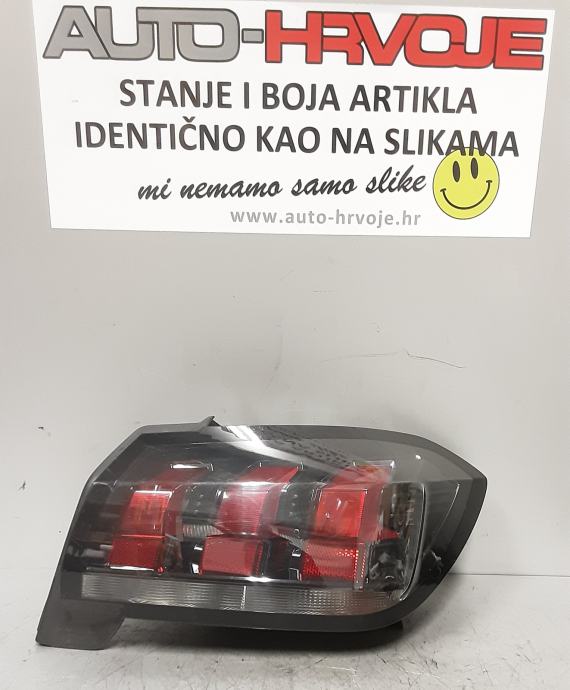 AUTO-HRVOJE
STANJE I BOJA ARTIKLA
IDENTIČNO KAO NA SLIKAMA
mi nemamo samo slike
www.auto-hrvoje.hr